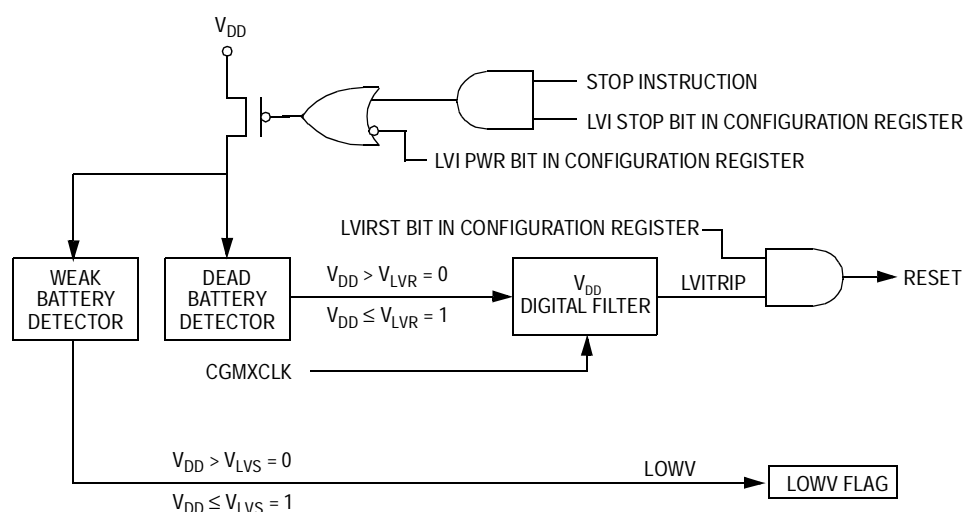 VDD
STOP INSTRUCTION
LVI STOP BIT IN CONFIGURATION REGISTER
LVI PWR BIT IN CONFIGURATION REGISTER
LVIRST BIT IN CONFIGURATION REGISTER
WEAK
BATTERY
DETECTOR
DEAD
BATTERY
DETECTOR
VDD > VLVR = 0
VDD ≤ VLVR = 1
VDD
DIGITAL FILTER
LVITRIP
RESET
CGMXCLK
VDD > VLVS = 0
VDD ≤ VLVS = 1
LOWV
LOWV FLAG